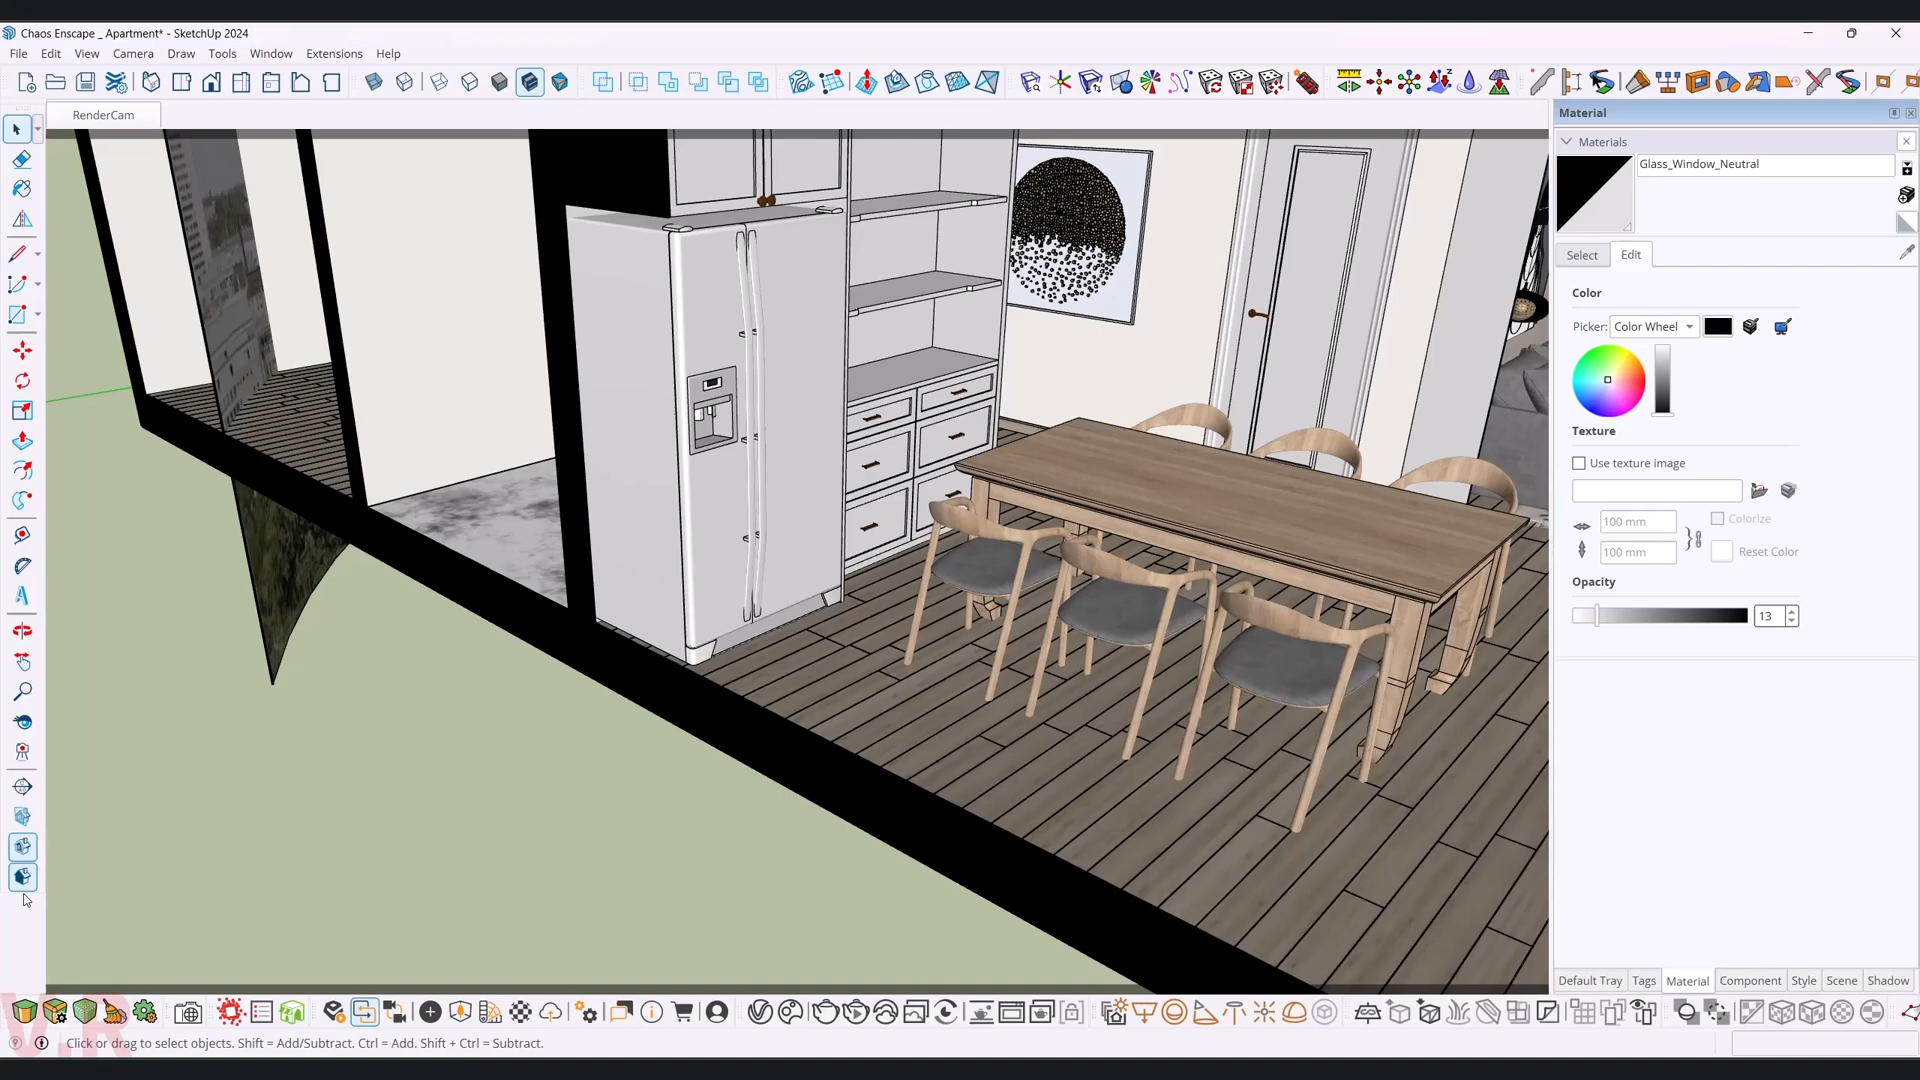 Chaos Enscape _ Apartment* - SketchUp 2024
File Edit View Camera Draw Tools Window Extensions Help
RenderCam
Material
Materials
Glass_Window_Neutral
Select Edit
Color
Picker: Color Wheel
Texture
Use texture image
100 mm Colorize
100 mm Reset Color
Opacity
13
Default Tray Tags Material Component Style Scene Shadow
V.R
Click or drag to select objects. Shift = Add/Subtract. Ctrl = Add. Shift + Ctrl = Subtract.